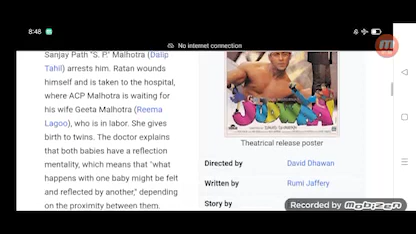 8:48
No internet connection
Sanjay Path "S. P." Malhotra (Dalip
Tahil) arrests him. Ratan wounds
himself and is taken to the hospital,
where ACP Malhotra is waiting for
his wife Geeta Malhotra (Reema
Lagoo), who is in labor. She gives
birth to twins. The doctor explains
that both babies have a reflection
mentality, which means that "what
happens with one baby might be felt
and reflected by another," depending
on the proximity between them.
JUDWAA
Theatrical release poster
Directed by David Dhawan
Written by Rumi Jaffery
Story by
Recorded by Mobizen